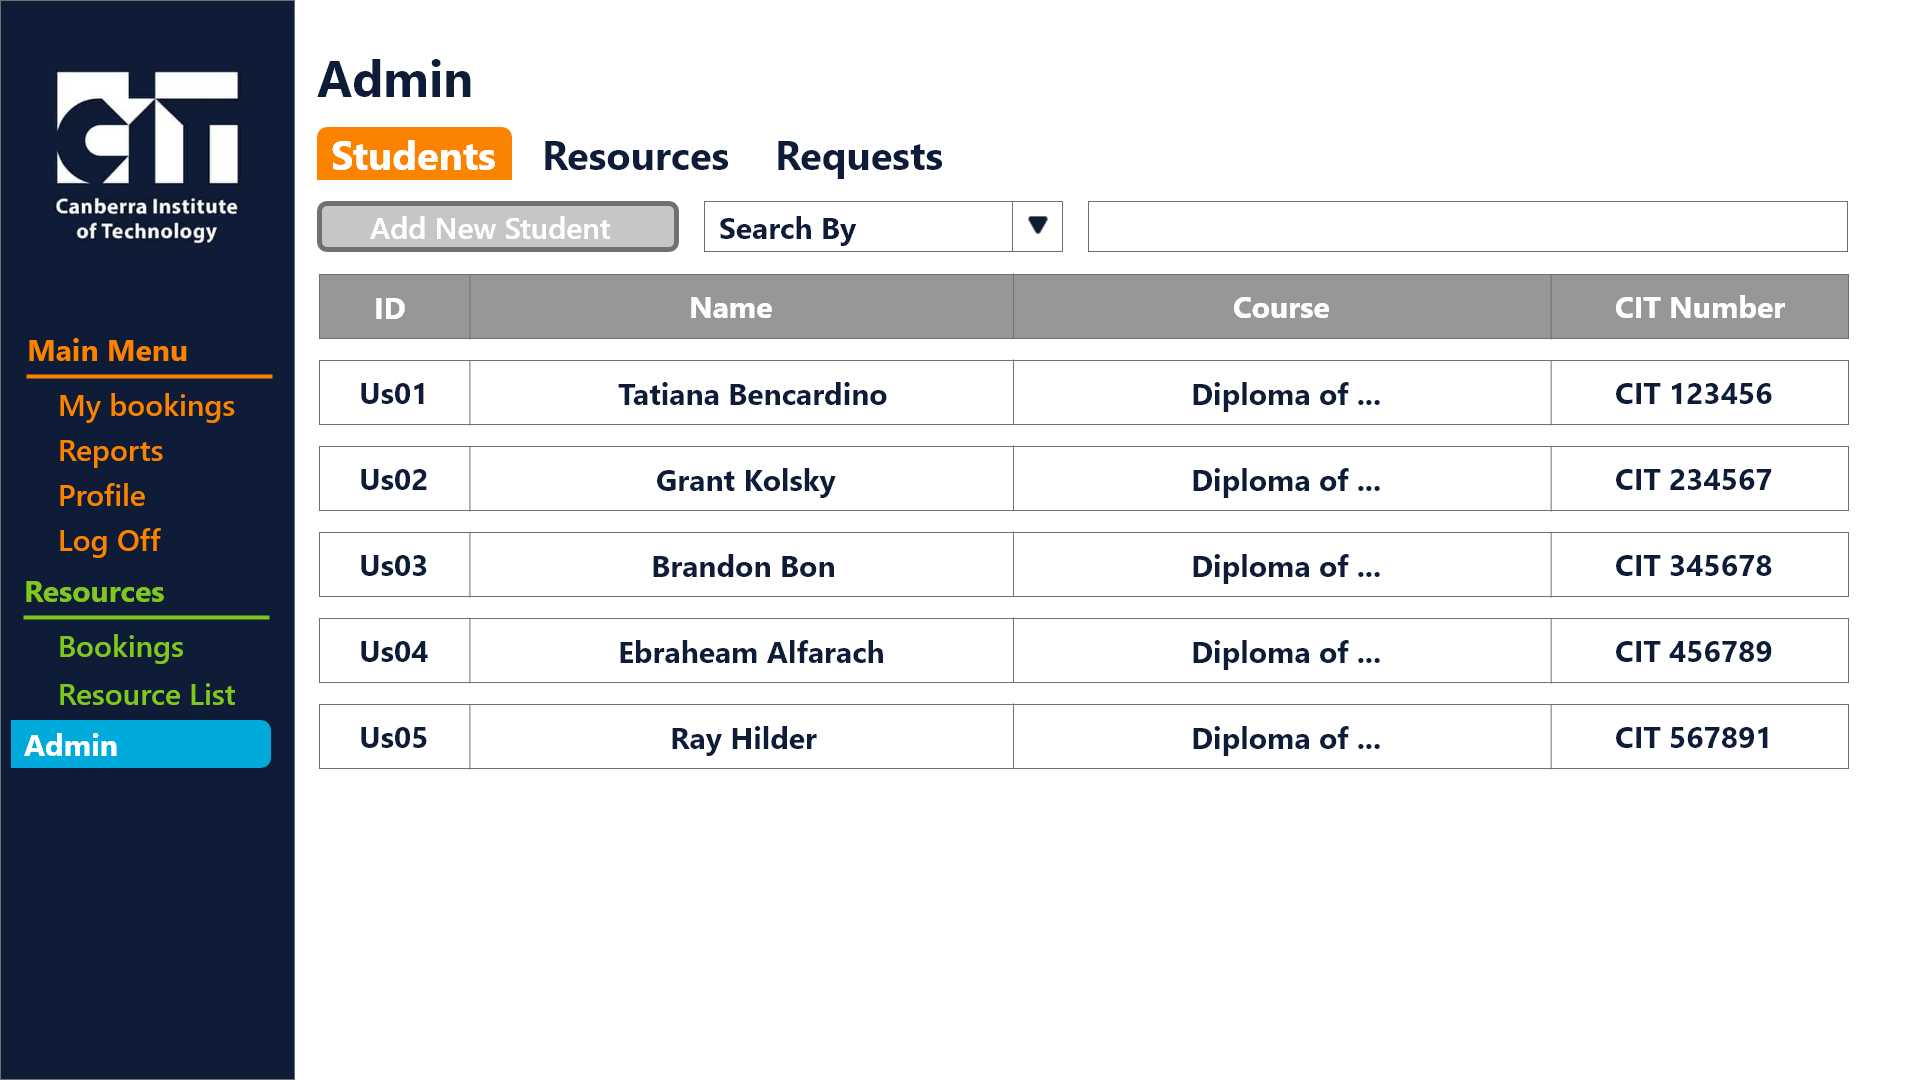 CIT
Canberra Institute
of Technology
Main Menu
My bookings
Reports
Profile
Log Off
Resources
Bookings
Resource List
Admin
Admin
Students Resources Requests
Add New Student Search By
ID Name Course CIT Number
Us01 Tatiana Bencardino Diploma of ... CIT 123456
Us02 Grant Kolsky Diploma of ... CIT 234567
Us03 Brandon Bon Diploma of ... CIT 345678
Us04 Ebraheam Alfarach Diploma of ... CIT 456789
Us05 Ray Hilder Diploma of ... CIT 567891